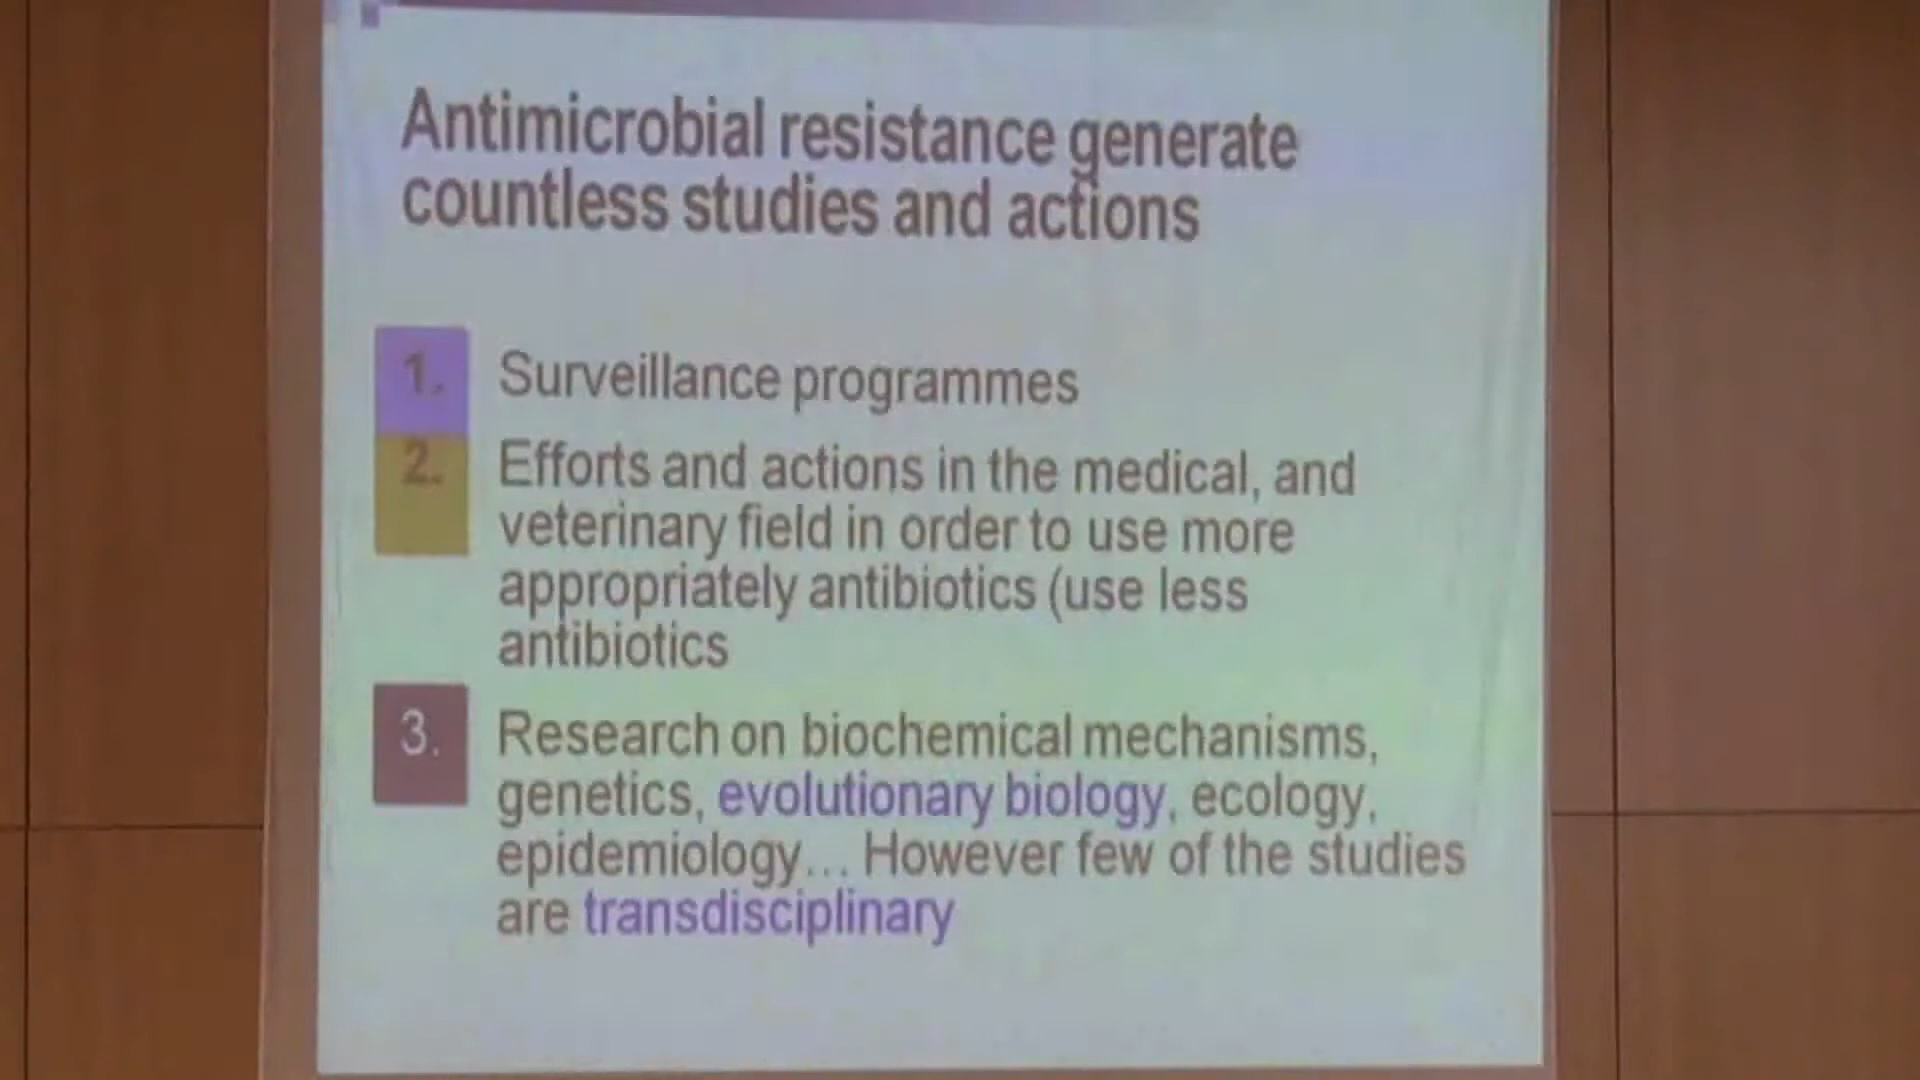 Antimicrobial resistance generate
countless studies and actions
1. Surveillance programmes
2. Efforts and actions in the medical, and
veterinary field in order to use more
appropriately antibiotics (use less
antibiotics
3. Research on biochemical mechanisms,
genetics, evolutionary biology, ecology,
epidemiology... However few of the studies
are transdisciplinary